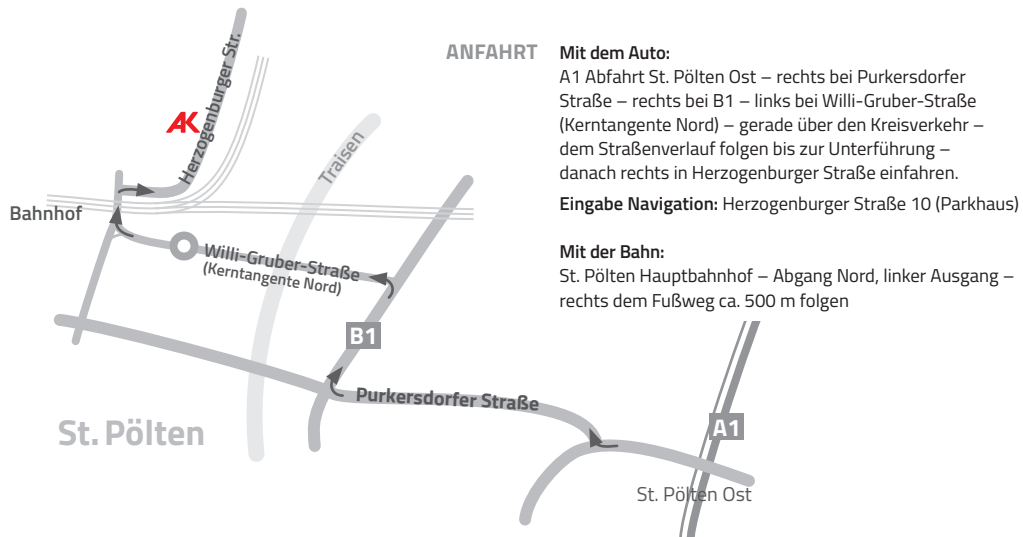 ANFAHRT
Mit dem Auto:
A1 Abfahrt St. Pölten Ost – rechts bei Purkersdorfer
Straße – rechts bei B1 – links bei Willi-Gruber-Straße
(Kerntangente Nord) – gerade über den Kreisverkehr –
dem Straßenverlauf folgen bis zur Unterführung –
danach rechts in Herzogenburger Straße einfahren.
Eingabe Navigation: Herzogenburger Straße 10 (Parkhaus)
Mit der Bahn:
St. Pölten Hauptbahnhof – Abgang Nord, linker Ausgang –
rechts dem Fußweg ca. 500 m folgen
Herzogenburger Str.
AK
Traisen
Bahnhof
Willi-Gruber-Straße
(Kerntangente Nord)
B1
Purkersdorfer Straße
St. Pölten
A1
St. Pölten Ost